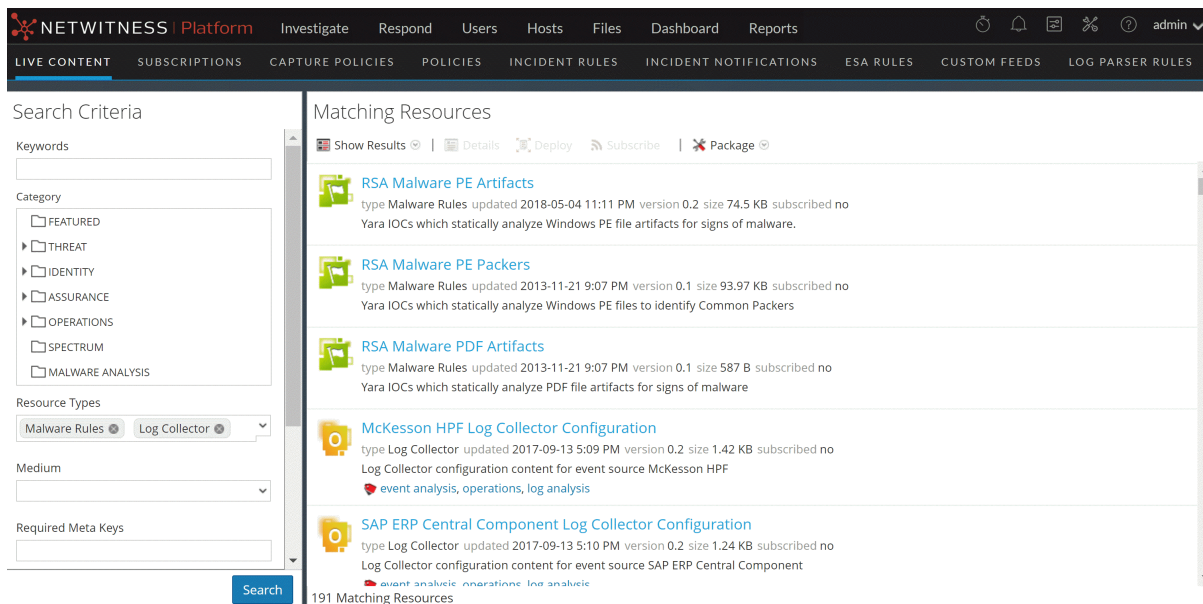 NETWITNESS | Platform Investigate Respond Users Hosts Files Dashboard Reports admin
LIVE CONTENT SUBSCRIPTIONS CAPTURE POLICIES POLICIES INCIDENT RULES INCIDENT NOTIFICATIONS ESA RULES CUSTOM FEEDS LOG PARSER RULES
Search Criteria
Keywords
Category
FEATURED
THREAT
IDENTITY
ASSURANCE
OPERATIONS
SPECTRUM
MALWARE ANALYSIS
Resource Types
Malware Rules Log Collector
Medium
Required Meta Keys
Search
Matching Resources
Show Results | Details Deploy Subscribe | Package
RSA Malware PE Artifacts
type Malware Rules updated 2018-05-04 11:11 PM version 0.2 size 74.5 KB subscribed no
Yara IOCs which statically analyze Windows PE file artifacts for signs of malware.
RSA Malware PE Packers
type Malware Rules updated 2013-11-21 9:07 PM version 0.1 size 93.97 KB subscribed no
Yara IOCs which statically analyze Windows PE files to identify Common Packers
RSA Malware PDF Artifacts
type Malware Rules updated 2013-11-21 9:07 PM version 0.1 size 587 B subscribed no
Yara IOCs which statically analyze PDF file artifacts for signs of malware
McKesson HPF Log Collector Configuration
type Log Collector updated 2017-09-13 5:09 PM version 0.2 size 1.42 KB subscribed no
Log Collector configuration content for event source McKesson HPF
event analysis, operations, log analysis
SAP ERP Central Component Log Collector Configuration
type Log Collector updated 2017-09-13 5:10 PM version 0.2 size 1.24 KB subscribed no
Log Collector configuration content for event source SAP ERP Central Component
event analysis, operations, log analysis
191 Matching Resources